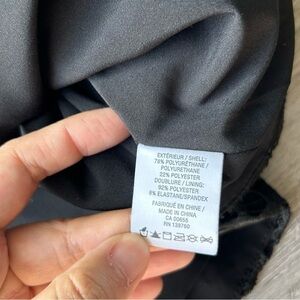 EXTÉRIEUR / SHELL:
78% POLYURÉTHANE/
POLYURETHANE
22% POLYESTER
DOUBLURE / LINING:
92% POLYESTER
8% ÉLASTANE/SPANDEX
FABRIQUÉ EN CHINE /
MADE IN CHINA
CA 00655
RN 139760